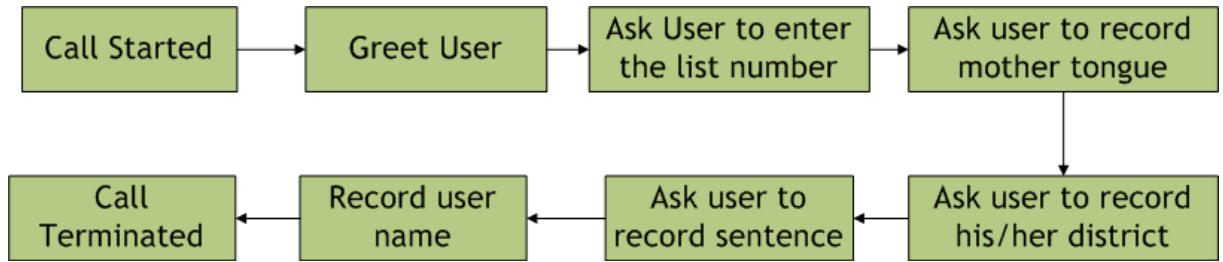 Call Started
Greet User
Ask User to enter
the list number
Ask user to record
mother tongue
Ask user to record
his/her district
Ask user to
record sentence
Record user
name
Call
Terminated